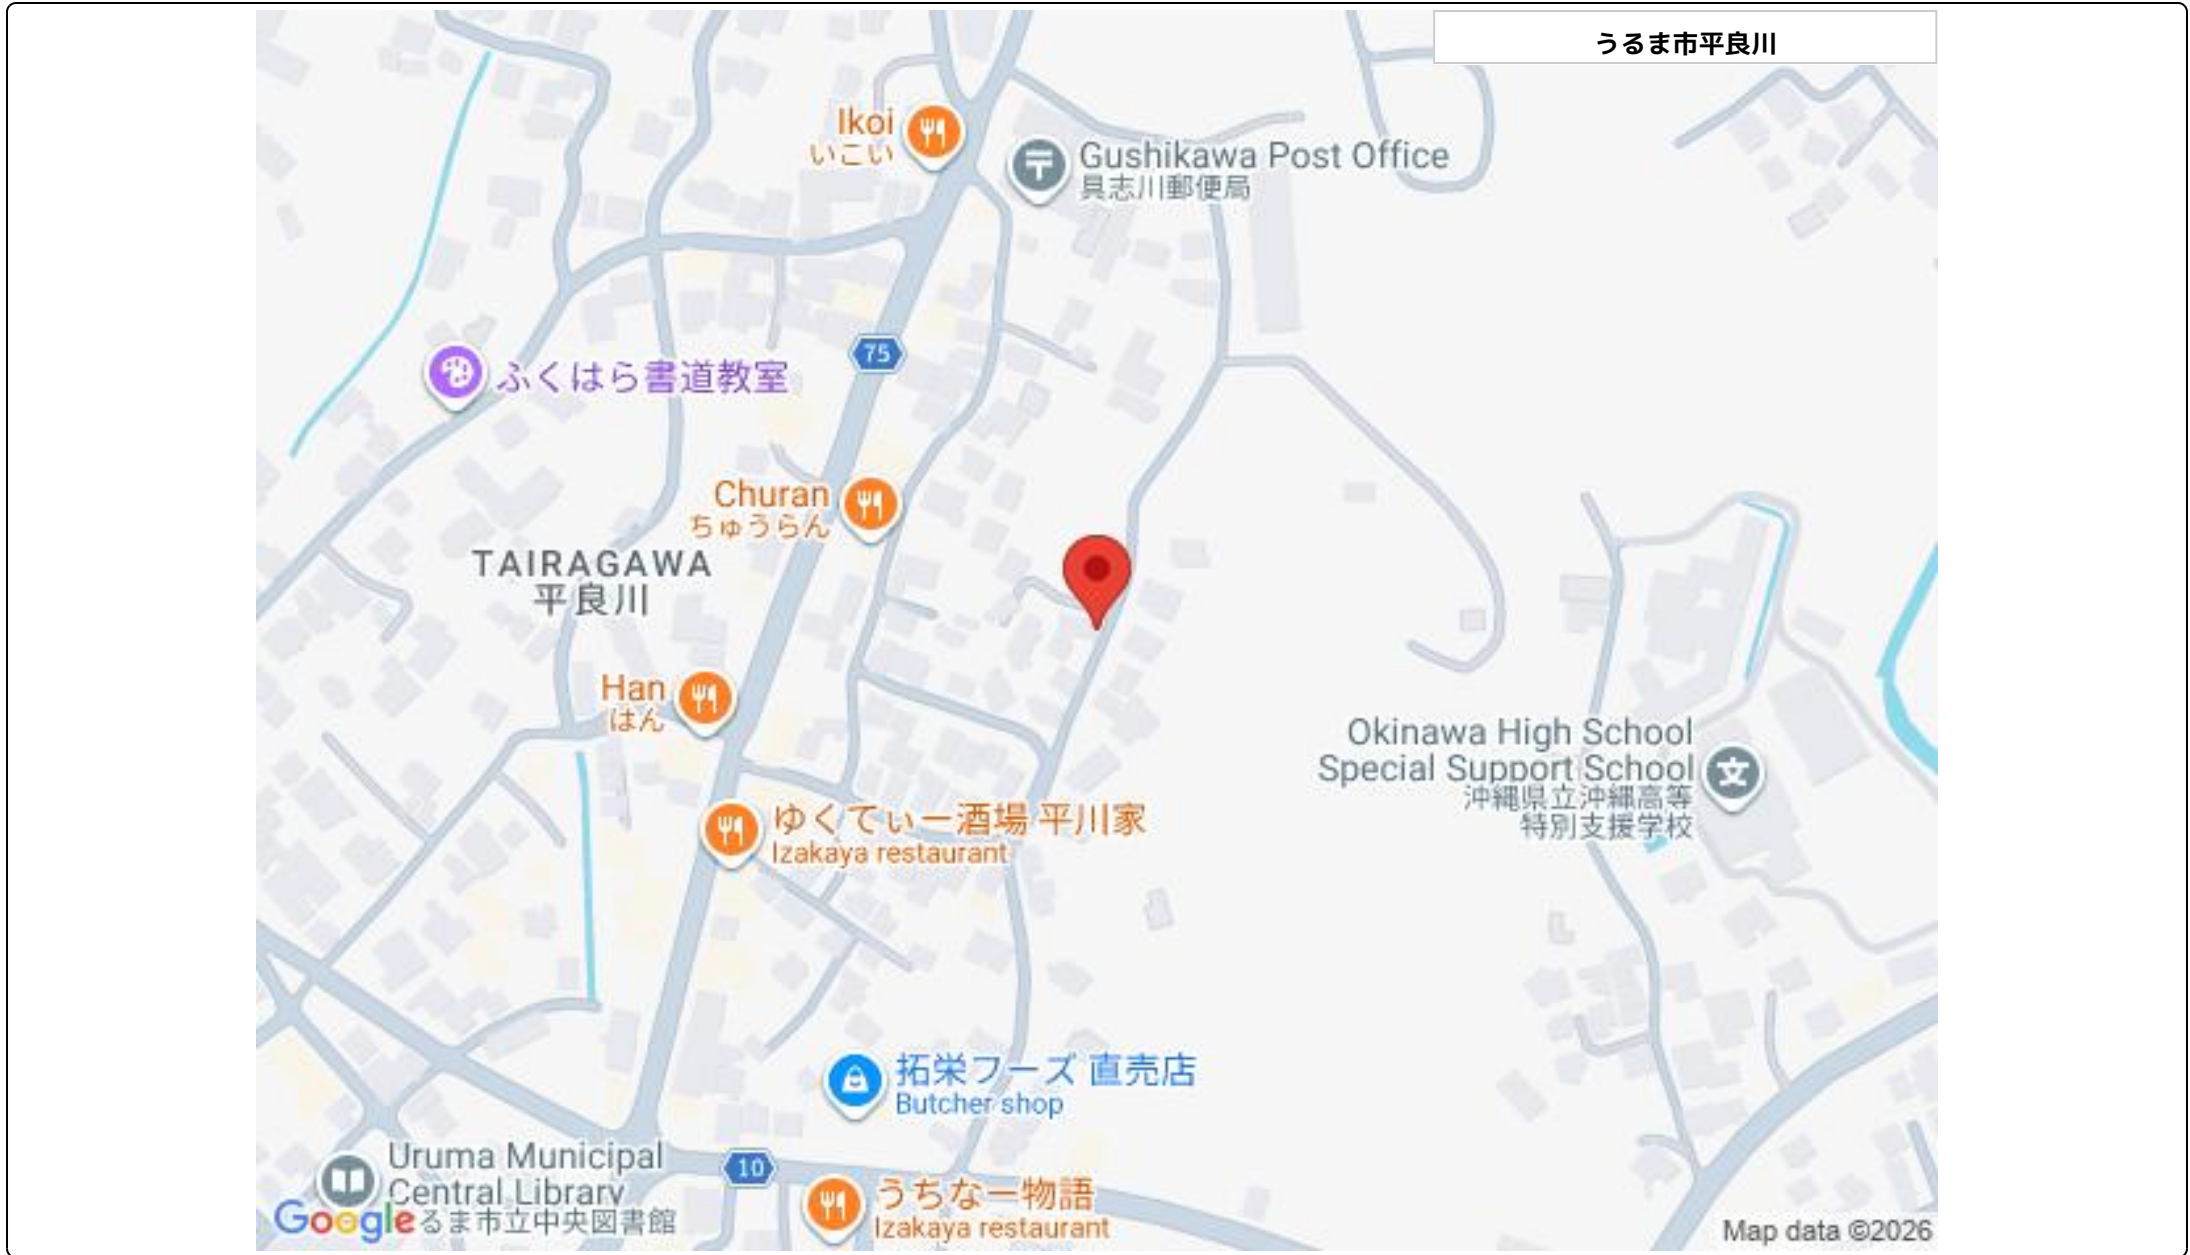 うるま市平良川
Ikoi
いこい
Gushikawa Post Office
具志川郵便局
75
ふくはら書道教室
Churan
ちゅうらん
TAIRAGAWA
平良川
Han
はん
Okinawa High School
Special Support School
沖縄県立沖縄高等
特別支援学校
ゆくてぃー酒場 平川家
Izakaya restaurant
拓栄フーズ 直売店
Butcher shop
Uruma Municipal
Central Library
るま市立中央図書館
10
うちなー物語
Izakaya restaurant
Google
Map data ©2026